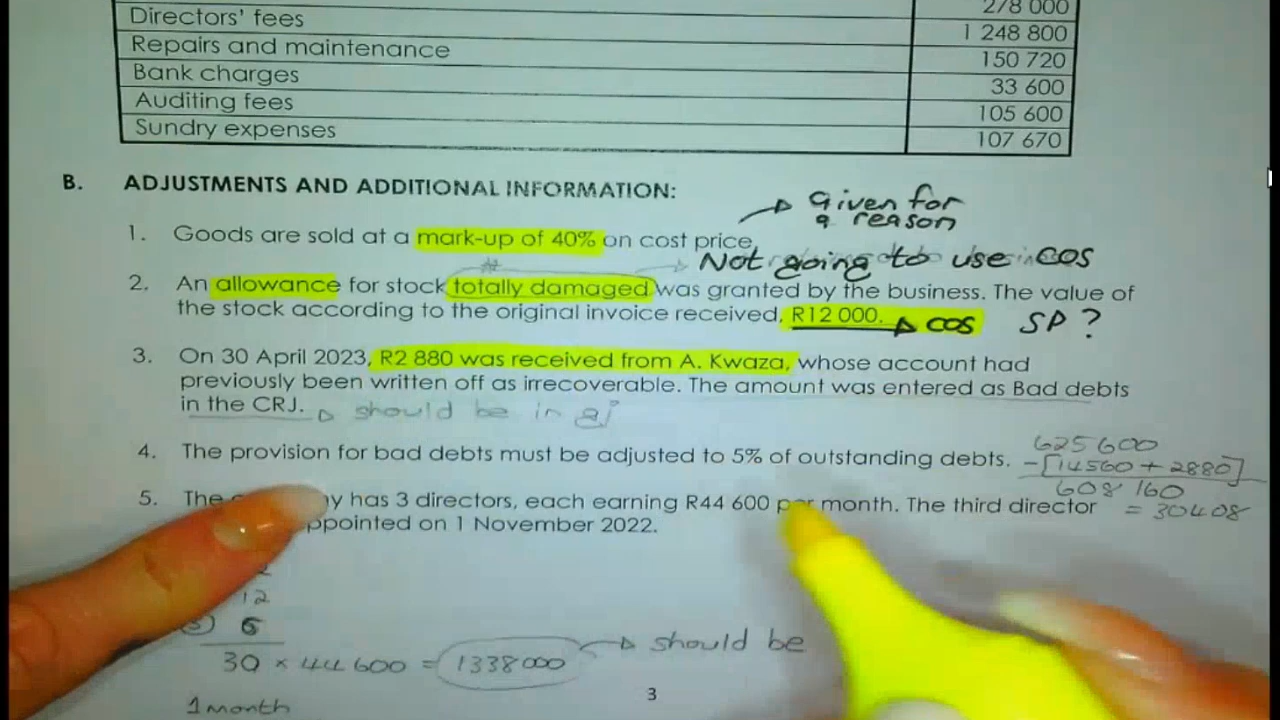 278 000
Directors' fees 1 248 800
Repairs and maintenance 150 720
Bank charges 33 600
Auditing fees 105 600
Sundry expenses 107 670
B. ADJUSTMENTS AND ADDITIONAL INFORMATION:
Given for
a reason
1. Goods are sold at a mark-up of 40% on cost price.
Not going to use COS
2. An allowance for stock totally damaged was granted by the business. The value of
the stock according to the original invoice received, R12 000. COS SP?
3. On 30 April 2023, R2 880 was received from A. Kwaza, whose account had
previously been written off as irrecoverable. The amount was entered as Bad debts
in the CRJ. should be in gj
4. The provision for bad debts must be adjusted to 5% of outstanding debts.
625 600
-[14560 + 2880]
608 160
= 30408
5. The y has 3 directors, each earning R44 600 per month. The third director
ppointed on 1 November 2022.
12
6
30 × 44 600 = 1338 000 should be
1 month
3